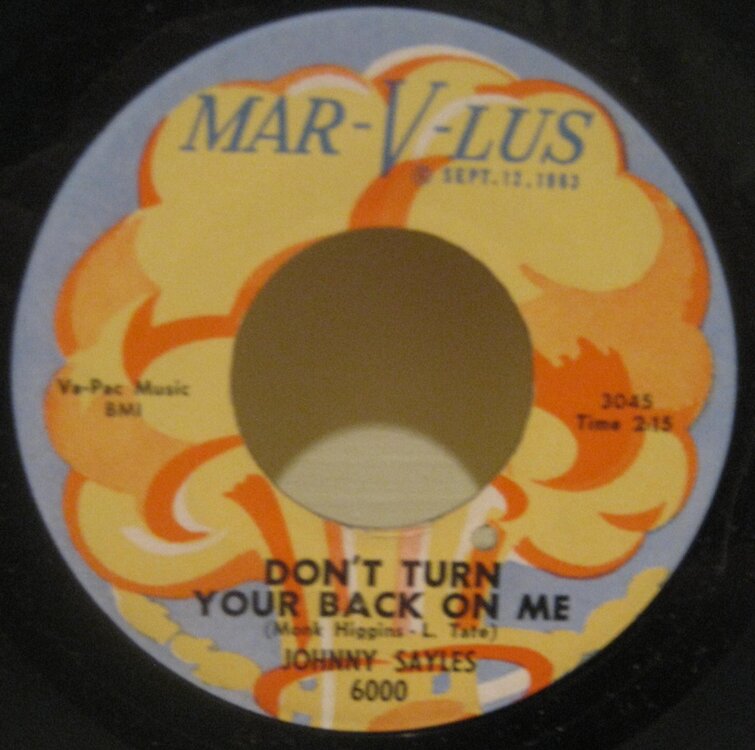 MAR-V-LUS
© SEPT. 12, 1963
Va-Pac Music
BMI
3045
Time 2:15
DON'T TURN
YOUR BACK ON ME
(Monk Higgins - L. Tate)
JOHNNY SAYLES
6000